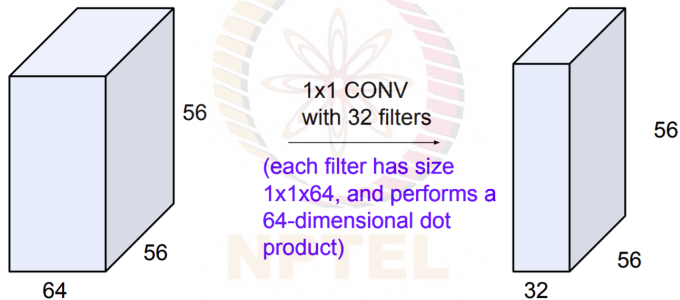 56
56
64
1x1 CONV
with 32 filters
(each filter has size
1x1x64, and performs a
64-dimensional dot
product)
NPTEL
56
56
32